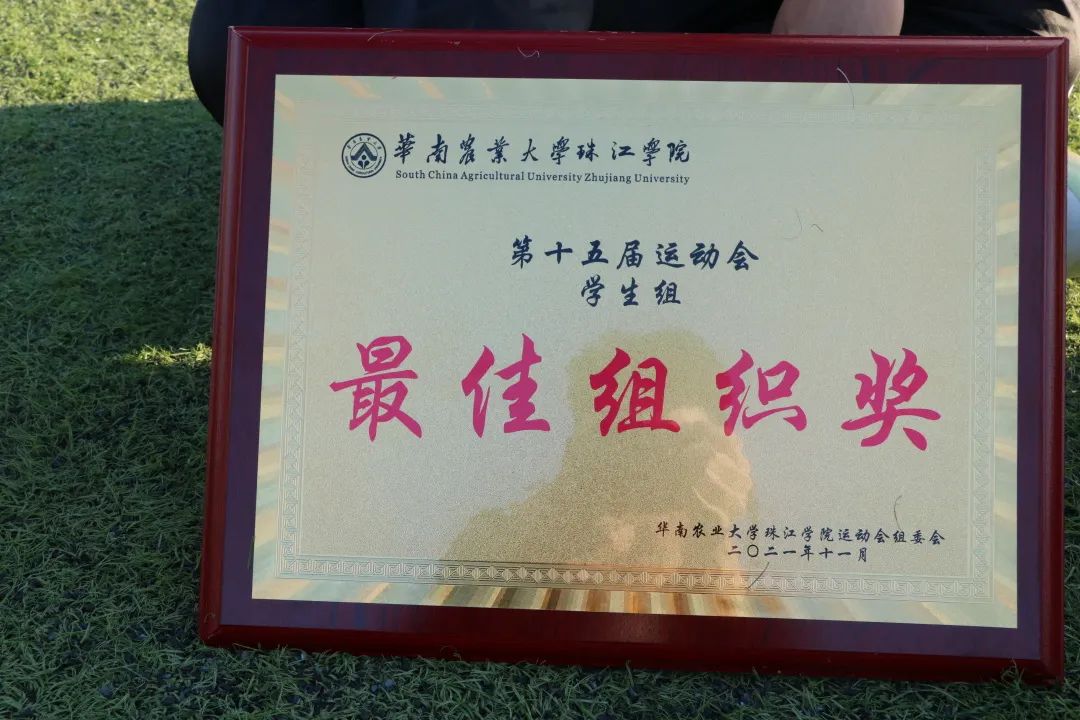 華南農業大學珠江學院
South China Agricultural University Zhujiang University
第十五届运动会
学生组
最佳组织奖
华南农业大学珠江学院运动会组委会
二〇二一年十一月